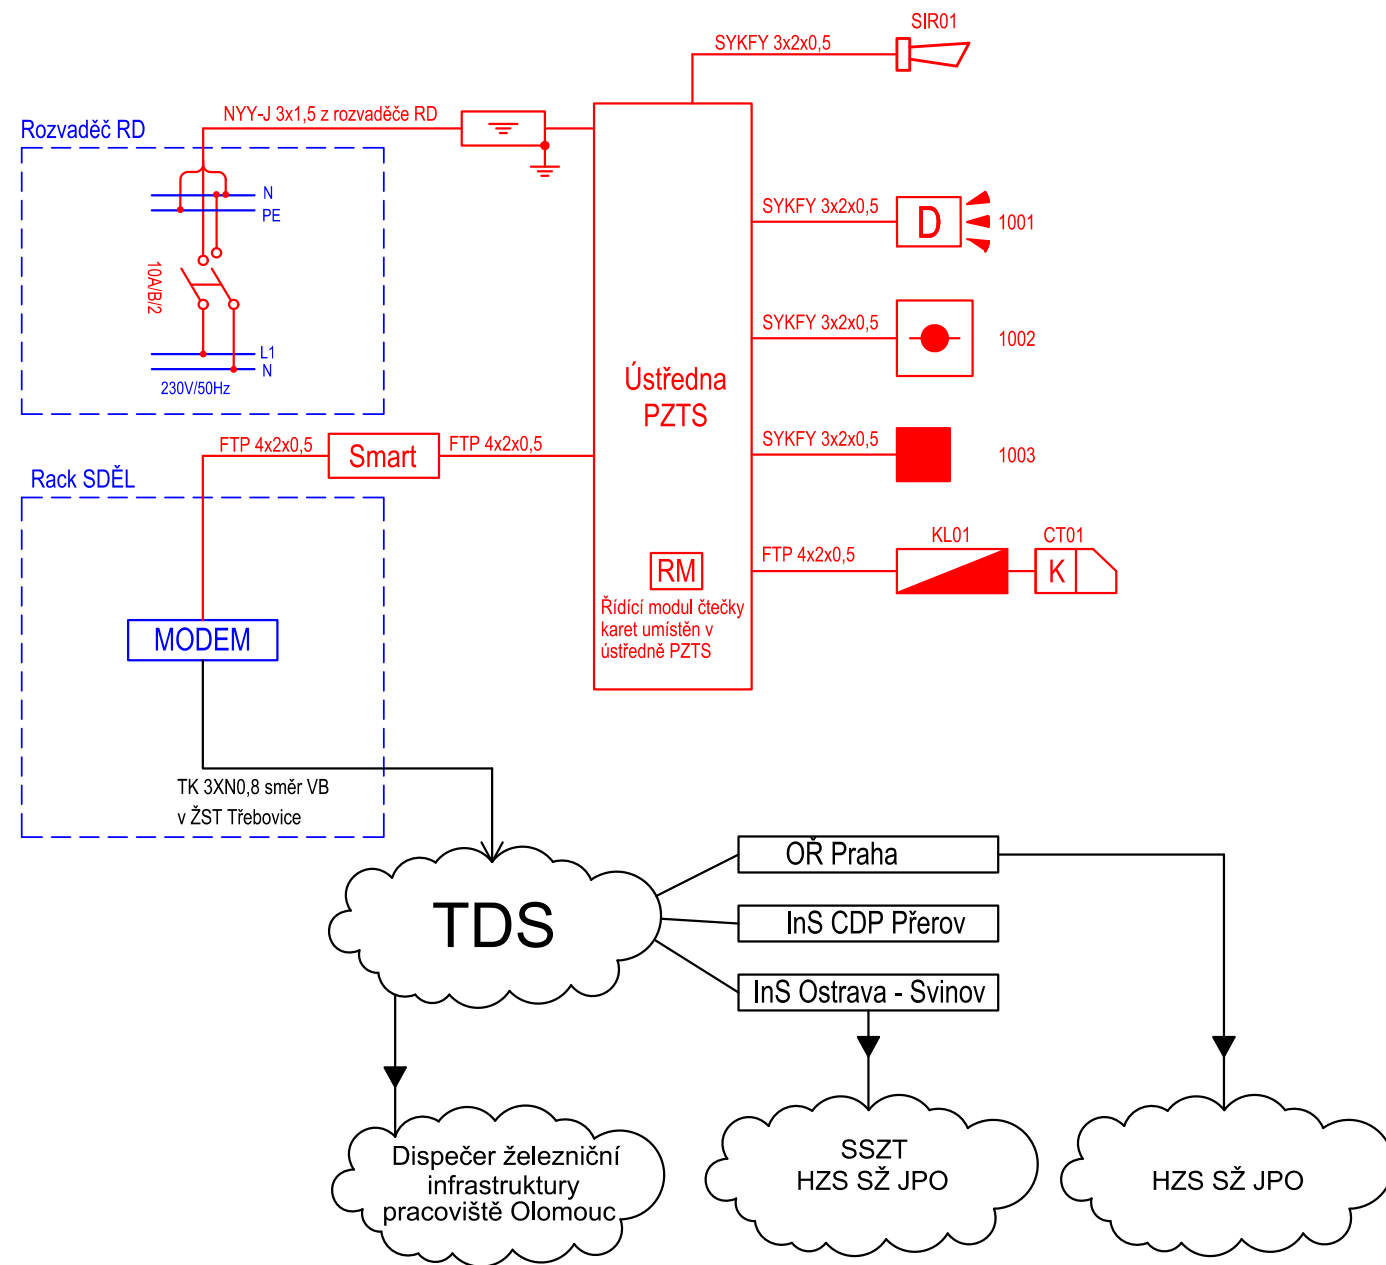 SIR01
SYKFY 3x2x0,5
NYY-J 3x1,5 z rozvaděče RD
Rozvaděč RD
N
PE
10A/B/2
L1
N
230V/50Hz
SYKFY 3x2x0,5
D
1001
SYKFY 3x2x0,5
1002
Ústředna
PZTS
SYKFY 3x2x0,5
1003
FTP 4x2x0,5
Smart
FTP 4x2x0,5
Rack SDĚL
KL01
CT01
FTP 4x2x0,5
K
RM
Řídící modul čtečky
karet umístěn v
ústředně PZTS
MODEM
TK 3XN0,8 směr VB
v ŽST Třebovice
TDS
OŘ Praha
InS CDP Přerov
InS Ostrava - Svinov
Dispečer železniční
infrastruktury
pracoviště Olomouc
SSZT
HZS SŽ JPO
HZS SŽ JPO